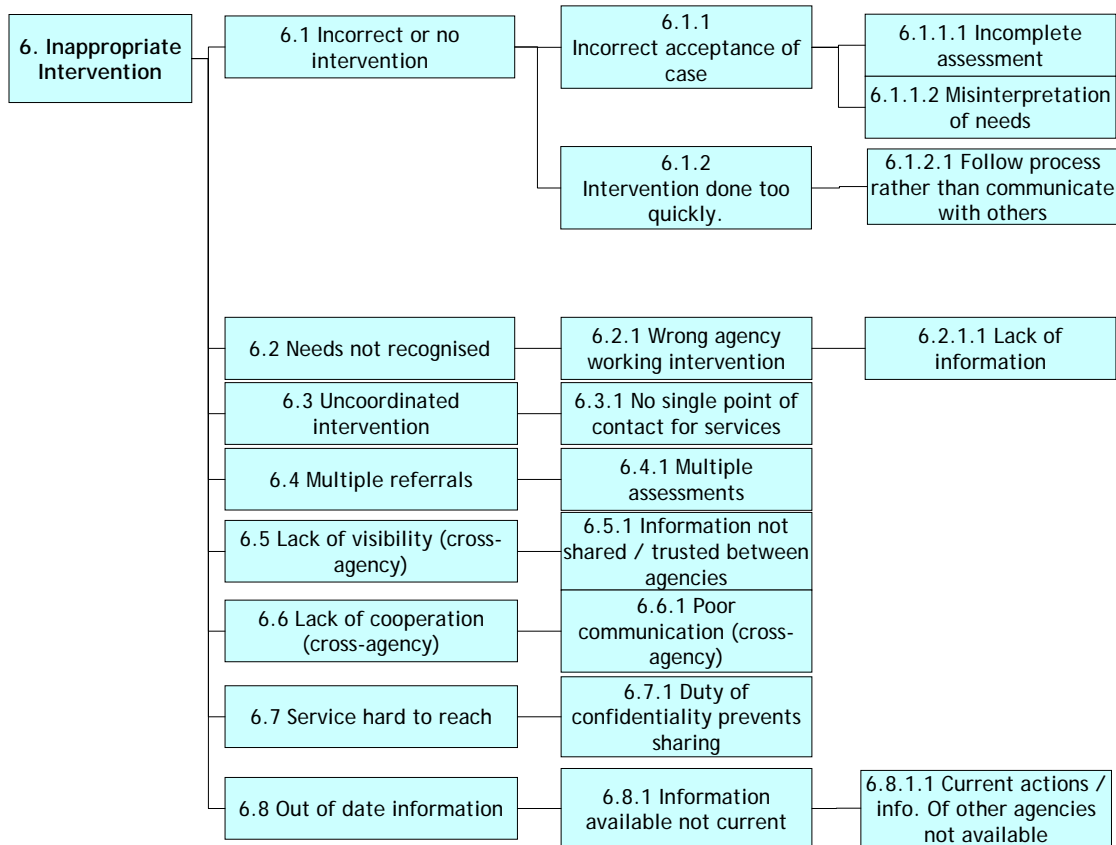 6. Inappropriate
Intervention
6.1 Incorrect or no
intervention
6.1.1
Incorrect acceptance of
case
6.1.1.1 Incomplete
assessment
6.1.1.2 Misinterpretation
of needs
6.1.2
Intervention done too
quickly.
6.1.2.1 Follow process
rather than communicate
with others
6.2 Needs not recognised
6.2.1 Wrong agency
working intervention
6.2.1.1 Lack of
information
6.3 Uncoordinated
intervention
6.3.1 No single point of
contact for services
6.4 Multiple referrals
6.4.1 Multiple
assessments
6.5 Lack of visibility (cross-
agency)
6.5.1 Information not
shared / trusted between
agencies
6.6 Lack of cooperation
(cross-agency)
6.6.1 Poor
communication (cross-
agency)
6.7 Service hard to reach
6.7.1 Duty of
confidentiality prevents
sharing
6.8 Out of date information
6.8.1 Information
available not current
6.8.1.1 Current actions /
info. Of other agencies
not available